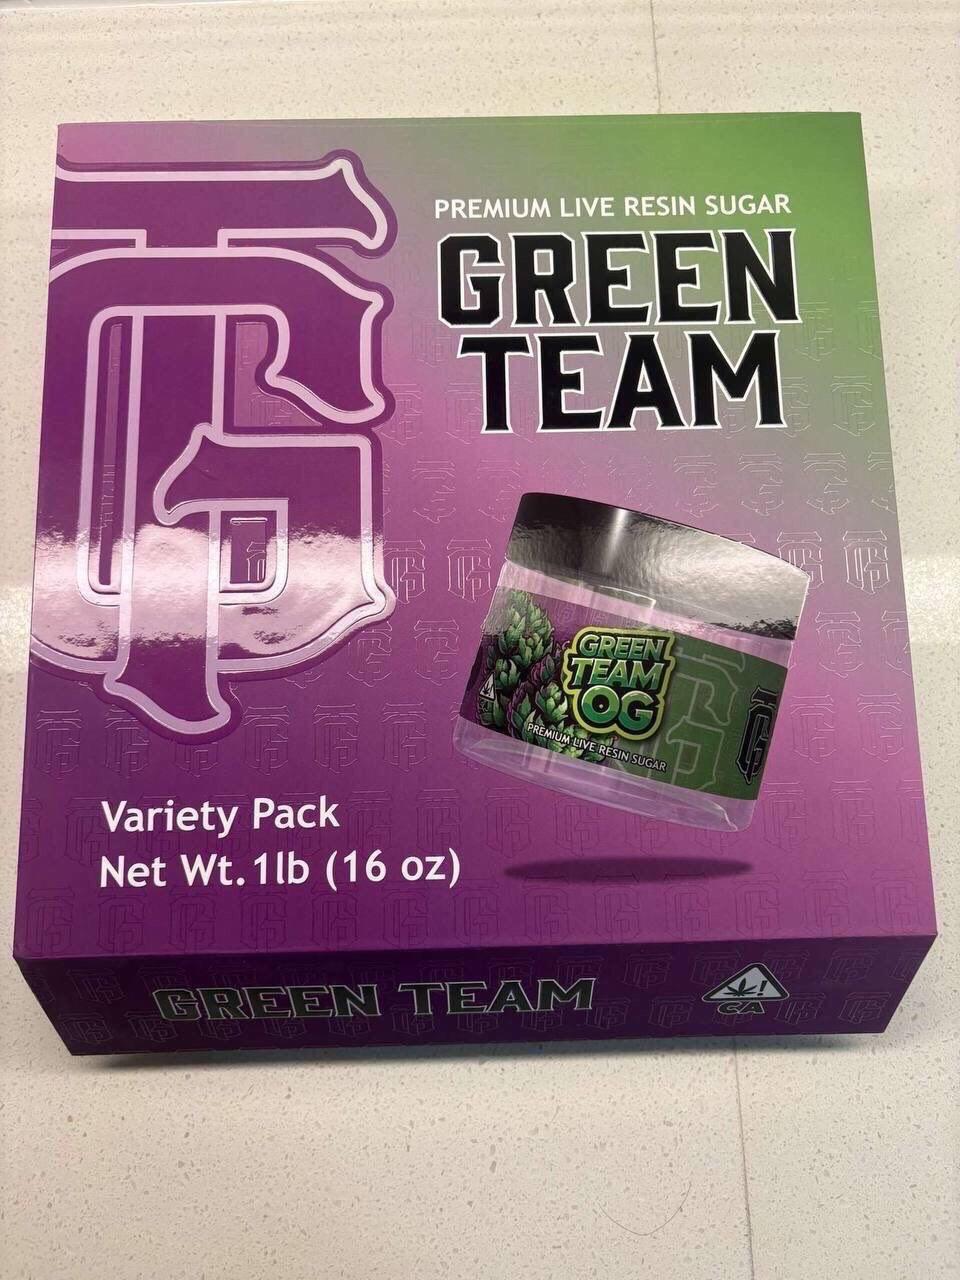 PREMIUM LIVE RESIN SUGAR
GREEN
TEAM
GREEN
TEAM
OG
PREMIUM LIVE RESIN SUGAR
Variety Pack
Net Wt. 1lb (16 oz)
GREEN TEAM
!
CA